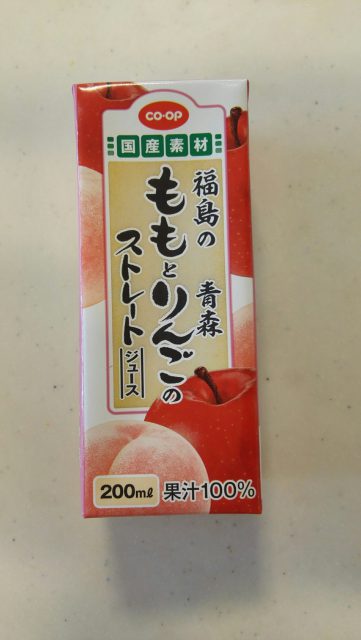 CO·OP
国産素材
福島の
ももと青森
りんごの
ストレート
ジュース
200ml
果汁100%